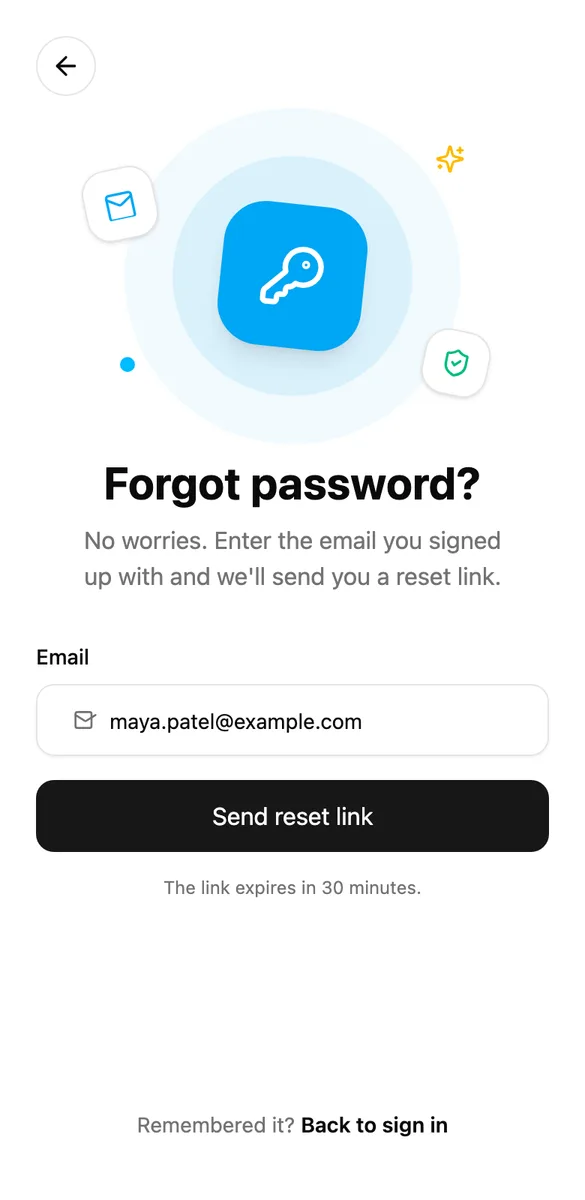 Forgot password?
No worries. Enter the email you signed
up with and we'll send you a reset link.
Email
maya.patel@example.com
Send reset link
The link expires in 30 minutes.
Remembered it? Back to sign in